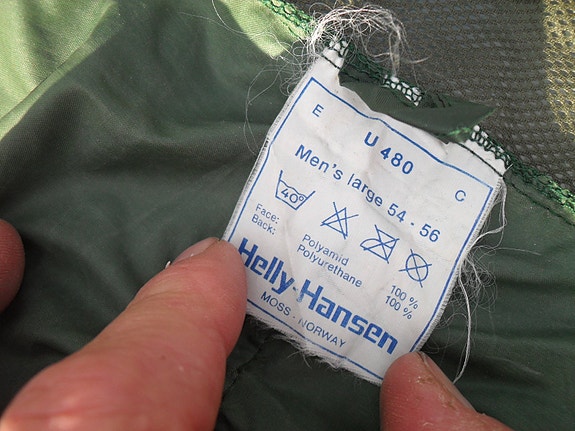 E
U 480
C
Men's large 54-56
40°
Face: Polyamid 100 %
Back: Polyurethane 100 %
Helly-Hansen
MOSS - NORWAY